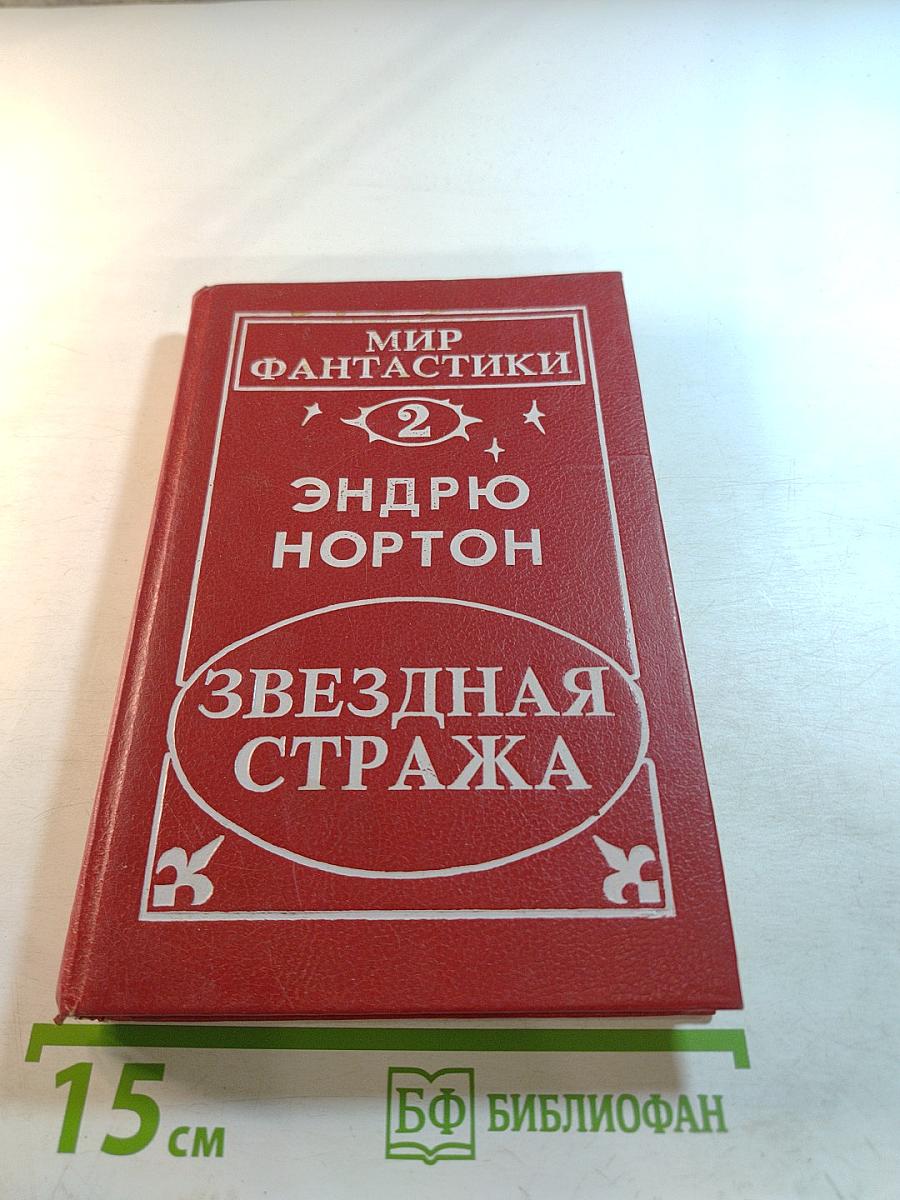 МИР
ФАНТАСТИКИ
2
ЭНДРЮ
НОРТОН
ЗВЕЗДНАЯ
СТРАЖА
15 см
БФ БИБЛИОФАН